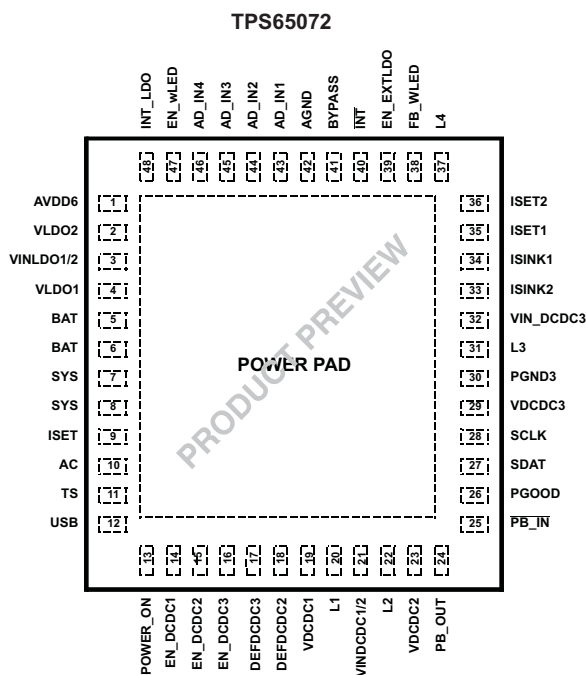 TPS65072
INT_LDO
EN_wLED
AD_IN4
AD_IN3
AD_IN2
AD_IN1
AGND
BYPASS
INT
EN_EXTLDO
FB_WLED
L4
48
47
46
45
44
43
42
41
40
39
38
37
AVDD6 1
VLDO2 2
VINLDO1/2 3
VLDO1 4
BAT 5
BAT 6
SYS 7
SYS 8
ISET 9
AC 10
TS 11
USB 12
POWER PAD
PRODUCT PREVIEW
36 ISET2
35 ISET1
34 ISINK1
33 ISINK2
32 VIN_DCDC3
31 L3
30 PGND3
29 VDCDC3
28 SCLK
27 SDAT
26 PGOOD
25 PB_IN
13
14
15
16
17
18
19
20
21
22
23
24
POWER_ON
EN_DCDC1
EN_DCDC2
EN_DCDC3
DEFDCDC3
DEFDCDC2
VDCDC1
L1
VINDCDC1/2
L2
VDCDC2
PB_OUT